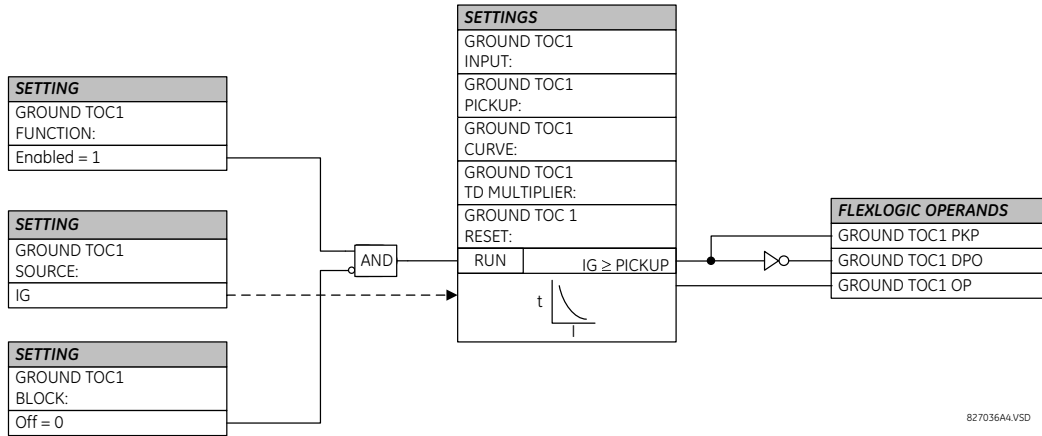 SETTING
GROUND TOC1
FUNCTION:
Enabled = 1
SETTING
GROUND TOC1
SOURCE:
IG
SETTING
GROUND TOC1
BLOCK:
Off = 0
AND
SETTINGS
GROUND TOC1
INPUT:
GROUND TOC1
PICKUP:
GROUND TOC1
CURVE:
GROUND TOC1
TD MULTIPLIER:
GROUND TOC 1
RESET:
RUN
IG ≥ PICKUP
t
I
FLEXLOGIC OPERANDS
GROUND TOC1 PKP
GROUND TOC1 DPO
GROUND TOC1 OP
827036A4.VSD